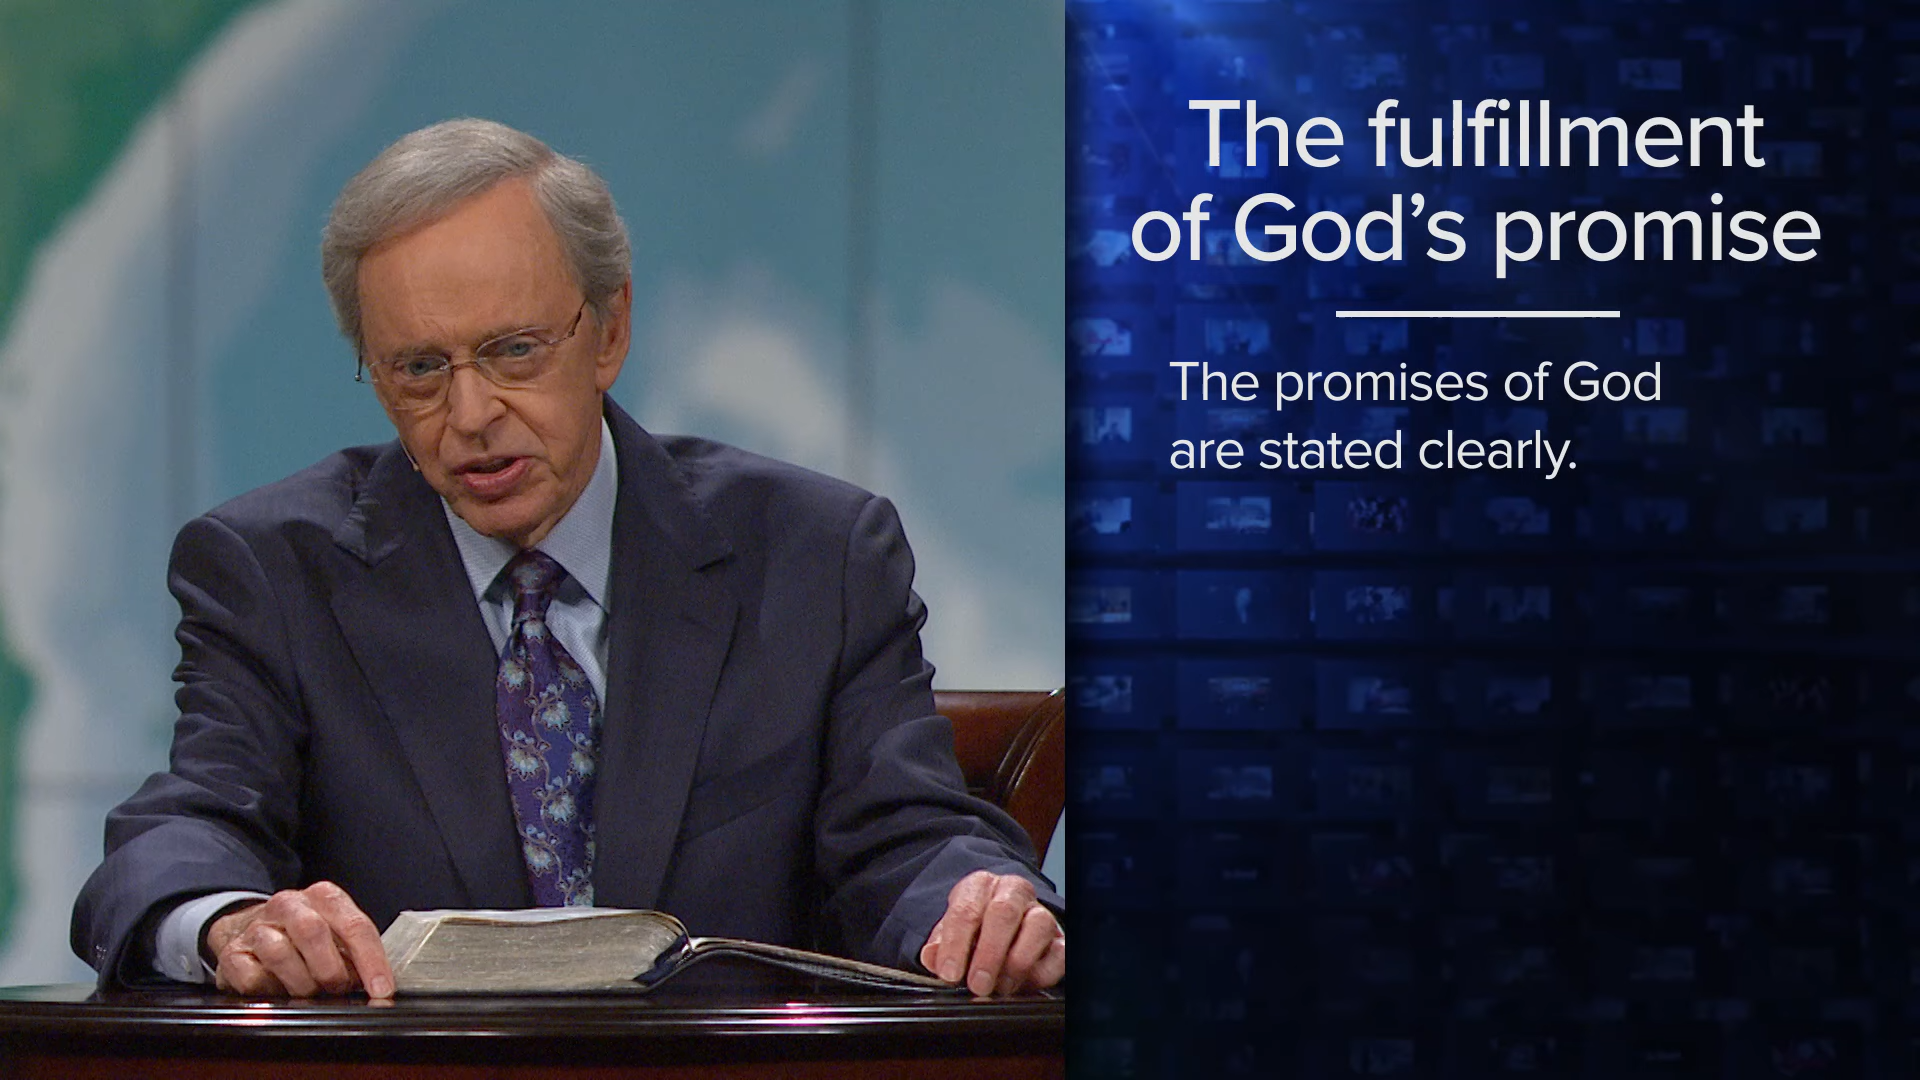 The fulfillment
of God’s promise
The promises of God
are stated clearly.